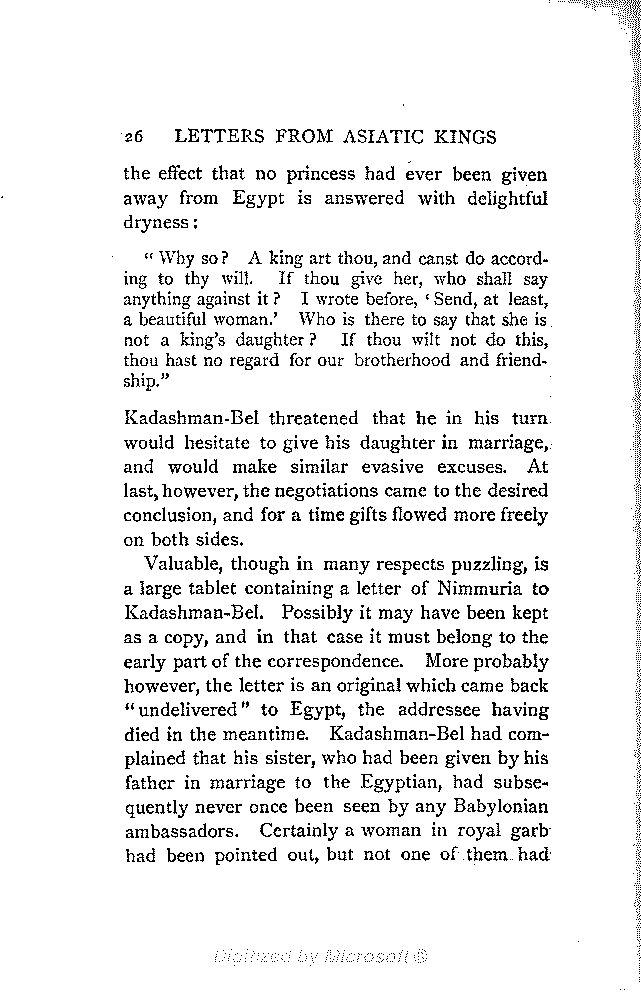 26 LETTERS FROM ASIATIC KINGS
the effect that no princess had ever been given
away from Egypt is answered with delightful
dryness:
“Why so? A king art thou, and canst do accord-
ing to thy will. If thou give her, who shall say
anything against it? I wrote before, ‘Send, at least,
a beautiful woman.’ Who is there to say that she is
not a king's daughter? If thou wilt not do this,
thou hast no regard for our brotherhood and friend-
ship.”
Kadashman-Bel threatened that he in his turn
would hesitate to give his daughter in marriage,
and would make similar evasive excuses. At
last, however, the negotiations came to the desired
conclusion, and for a time gifts flowed more freely
on both sides.
Valuable, though in many respects puzzling, is
a large tablet containing a letter of Nimmuria to
Kadashman-Bel. Possibly it may have been kept
as a copy, and in that case it must belong to the
early part of the correspondence. More probably
however, the letter is an original which came back
“undelivered” to Egypt, the addressee having
died in the meantime. Kadashman-Bel had com-
plained that his sister, who had been given by his
father in marriage to the Egyptian, had subse-
quently never once been seen by any Babylonian
ambassadors. Certainly a woman in royal garb
had been pointed out, but not one of them had
Digitized by Microsoft ®